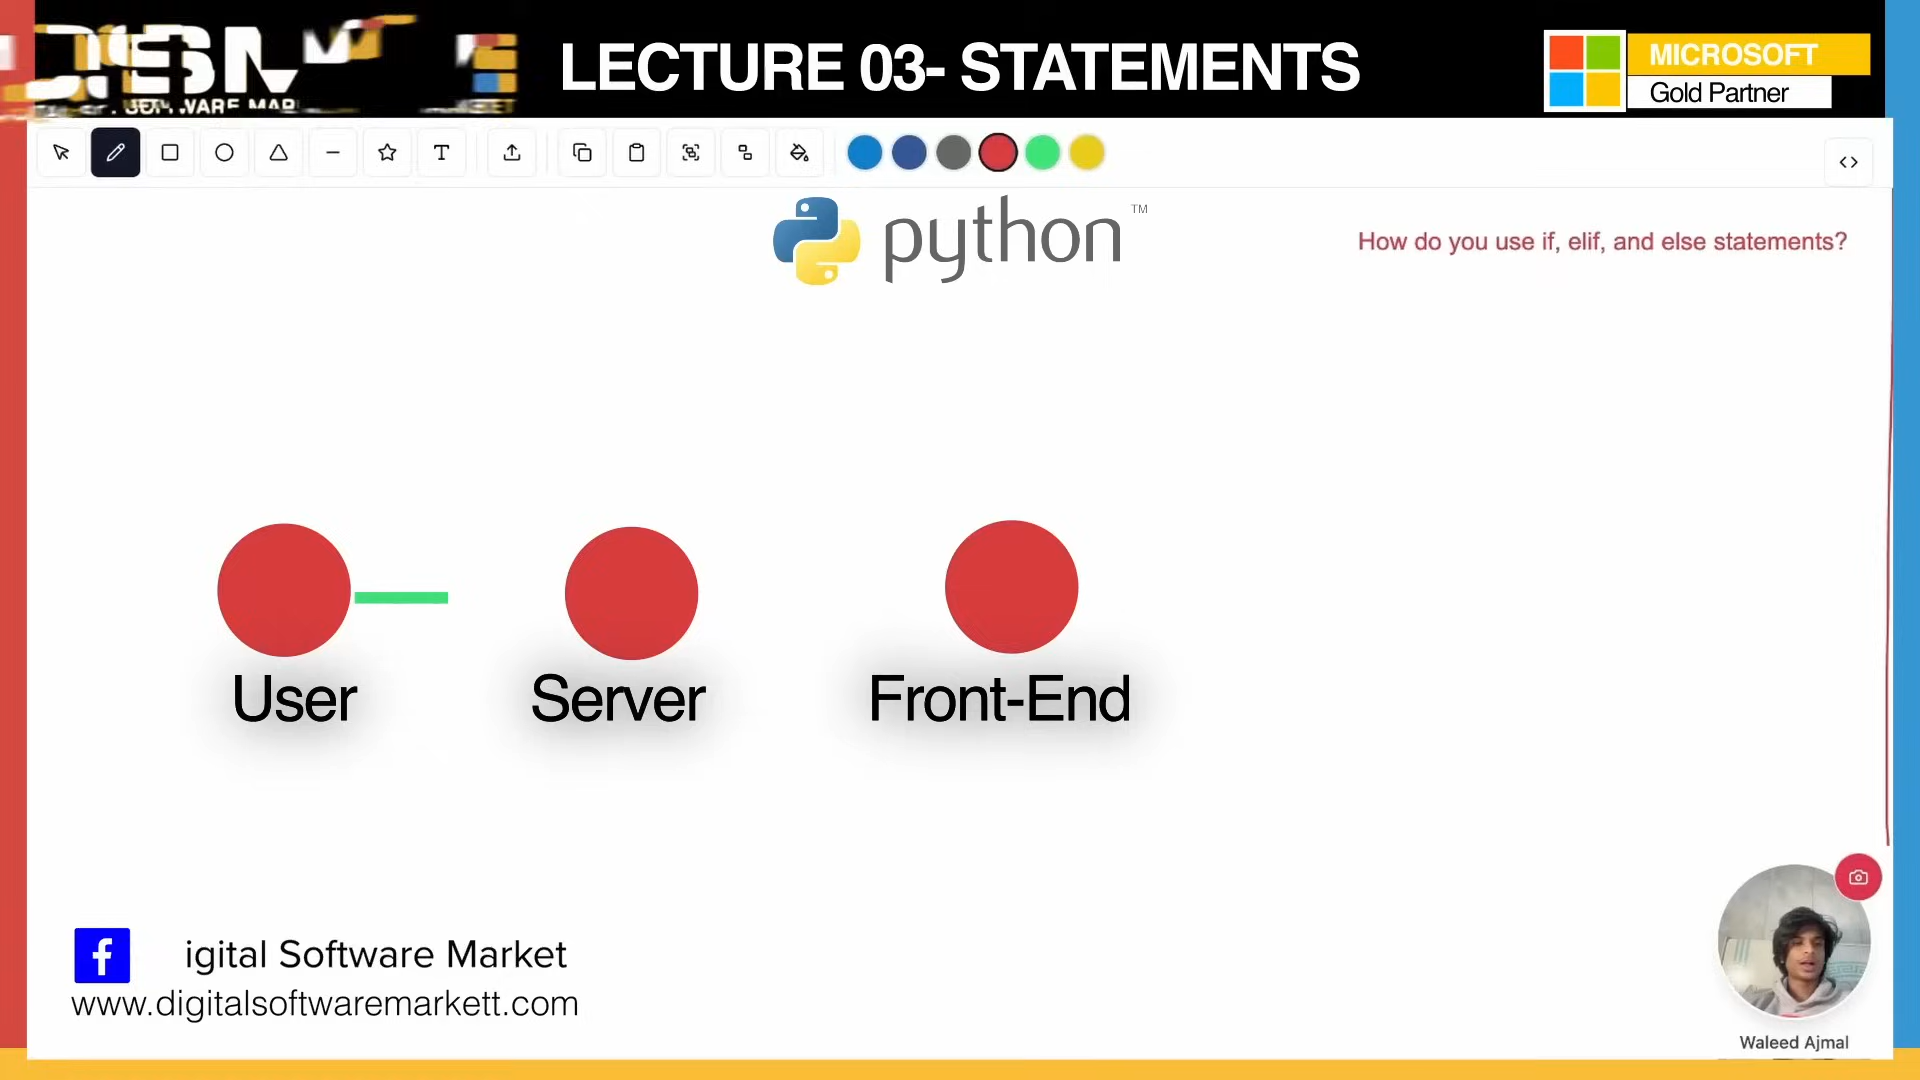 LECTURE 03- STATEMENTS
MICROSOFT
Gold Partner
T
python
TM
How do you use if, elif, and else statements?
User
Server
Front-End
f
igital Software Market
www.digitalsoftwaremarkett.com
Waleed Ajmal